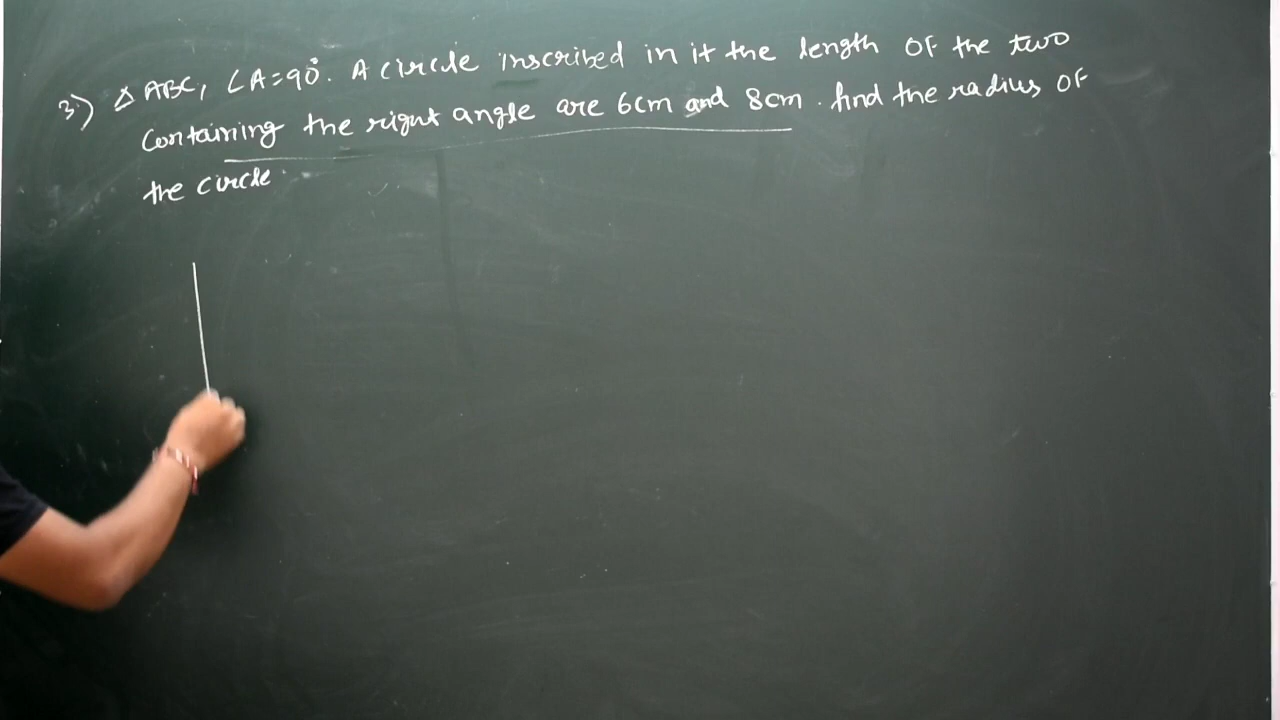 3.) Δ ABC, ∠A=90°. A circle inscribed in it the length of the two
containing the right angle are 6cm and 8cm. find the radius of
the circle.